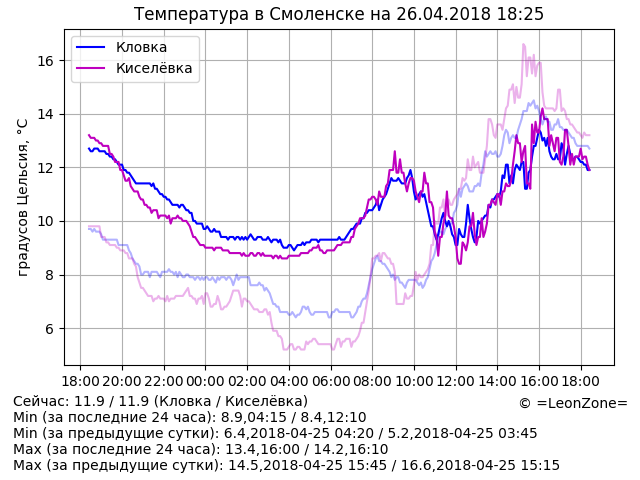 Температура в Смоленске на 26.04.2018 18:25
Кловка
Киселёвка
градусов Цельсия, °C
16
14
12
10
8
6
18:00 20:00 22:00 00:00 02:00 04:00 06:00 08:00 10:00 12:00 14:00 16:00 18:00
Сейчас: 11.9 / 11.9 (Кловка / Киселёвка)
© =LeonZone=
Min (за последние 24 часа): 8.9,04:15 / 8.4,12:10
Min (за предыдущие сутки): 6.4,2018-04-25 04:20 / 5.2,2018-04-25 03:45
Max (за последние 24 часа): 13.4,16:00 / 14.2,16:10
Max (за предыдущие сутки): 14.5,2018-04-25 15:45 / 16.6,2018-04-25 15:15